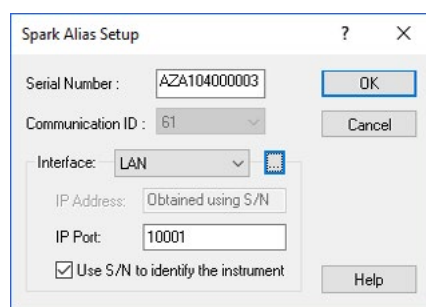 Spark Alias Setup ? ×
Serial Number : AZA104000003 OK
Communication ID : 61 Cancel
Interface: LAN ...
IP Address: Obtained using S/N
IP Port: 10001
Use S/N to identify the instrument
Help